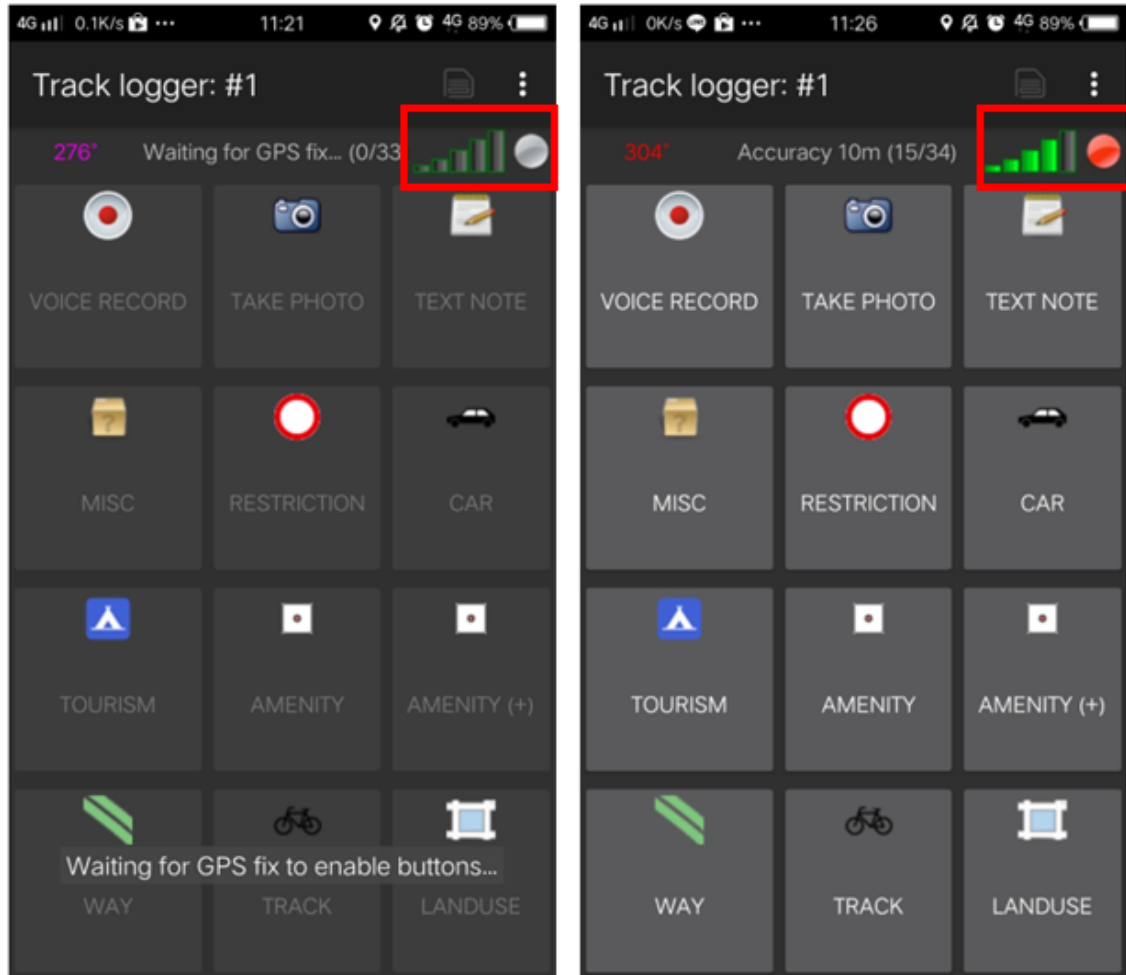 4G 0.1K/s 11:21 4G 89%
Track logger: #1
276° Waiting for GPS fix... (0/33
VOICE RECORD TAKE PHOTO TEXT NOTE
MISC RESTRICTION CAR
TOURISM AMENITY AMENITY (+)
Waiting for GPS fix to enable buttons...
WAY TRACK LANDUSE
4G 0K/s LINE 11:26 4G 89%
Track logger: #1
304° Accuracy 10m (15/34)
VOICE RECORD TAKE PHOTO TEXT NOTE
? 
MISC RESTRICTION CAR
TOURISM AMENITY AMENITY (+)
WAY TRACK LANDUSE